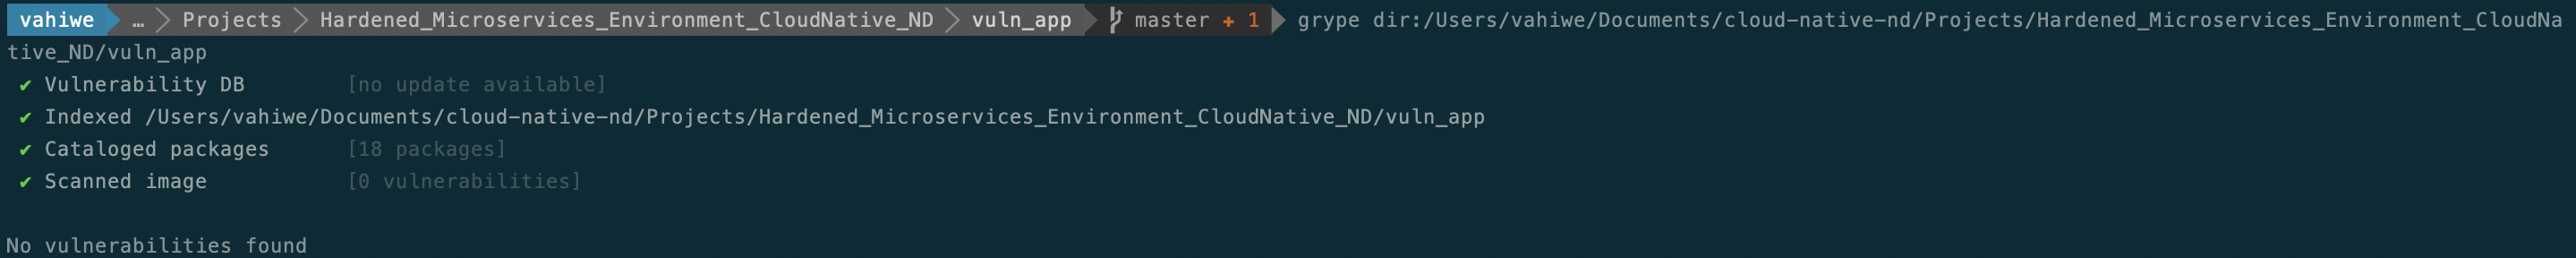 vahiwe … Projects Hardened_Microservices_Environment_CloudNative_ND vuln_app master + 1 grype dir:/Users/vahiwe/Documents/cloud-native-nd/Projects/Hardened_Microservices_Environment_CloudNa
tive_ND/vuln_app
✔ Vulnerability DB [no update available]
✔ Indexed /Users/vahiwe/Documents/cloud-native-nd/Projects/Hardened_Microservices_Environment_CloudNative_ND/vuln_app
✔ Cataloged packages [18 packages]
✔ Scanned image [0 vulnerabilities]
No vulnerabilities found